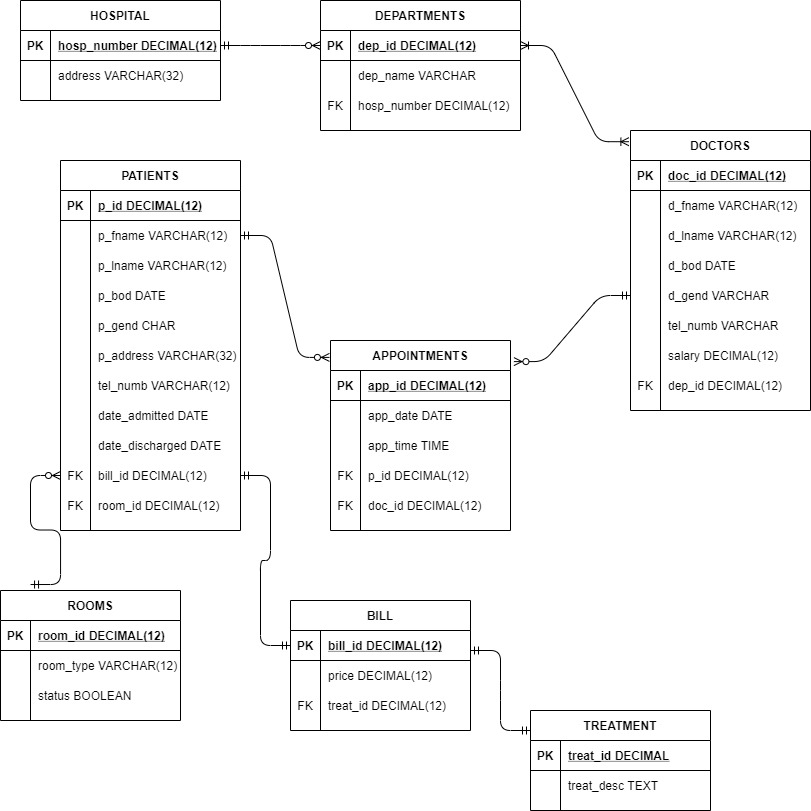 HOSPITAL
PK hosp_number DECIMAL(12)
address VARCHAR(32)
DEPARTMENTS
PK dep_id DECIMAL(12)
dep_name VARCHAR
FK hosp_number DECIMAL(12)
DOCTORS
PK doc_id DECIMAL(12)
d_fname VARCHAR(12)
d_lname VARCHAR(12)
d_bod DATE
d_gend VARCHAR
tel_numb VARCHAR
salary DECIMAL(12)
FK dep_id DECIMAL(12)
PATIENTS
PK p_id DECIMAL(12)
p_fname VARCHAR(12)
p_lname VARCHAR(12)
p_bod DATE
p_gend CHAR
p_address VARCHAR(32)
tel_numb VARCHAR(12)
date_admitted DATE
date_discharged DATE
FK bill_id DECIMAL(12)
FK room_id DECIMAL(12)
APPOINTMENTS
PK app_id DECIMAL(12)
app_date DATE
app_time TIME
FK p_id DECIMAL(12)
FK doc_id DECIMAL(12)
ROOMS
PK room_id DECIMAL(12)
room_type VARCHAR(12)
status BOOLEAN
BILL
PK bill_id DECIMAL(12)
price DECIMAL(12)
FK treat_id DECIMAL(12)
TREATMENT
PK treat_id DECIMAL
treat_desc TEXT